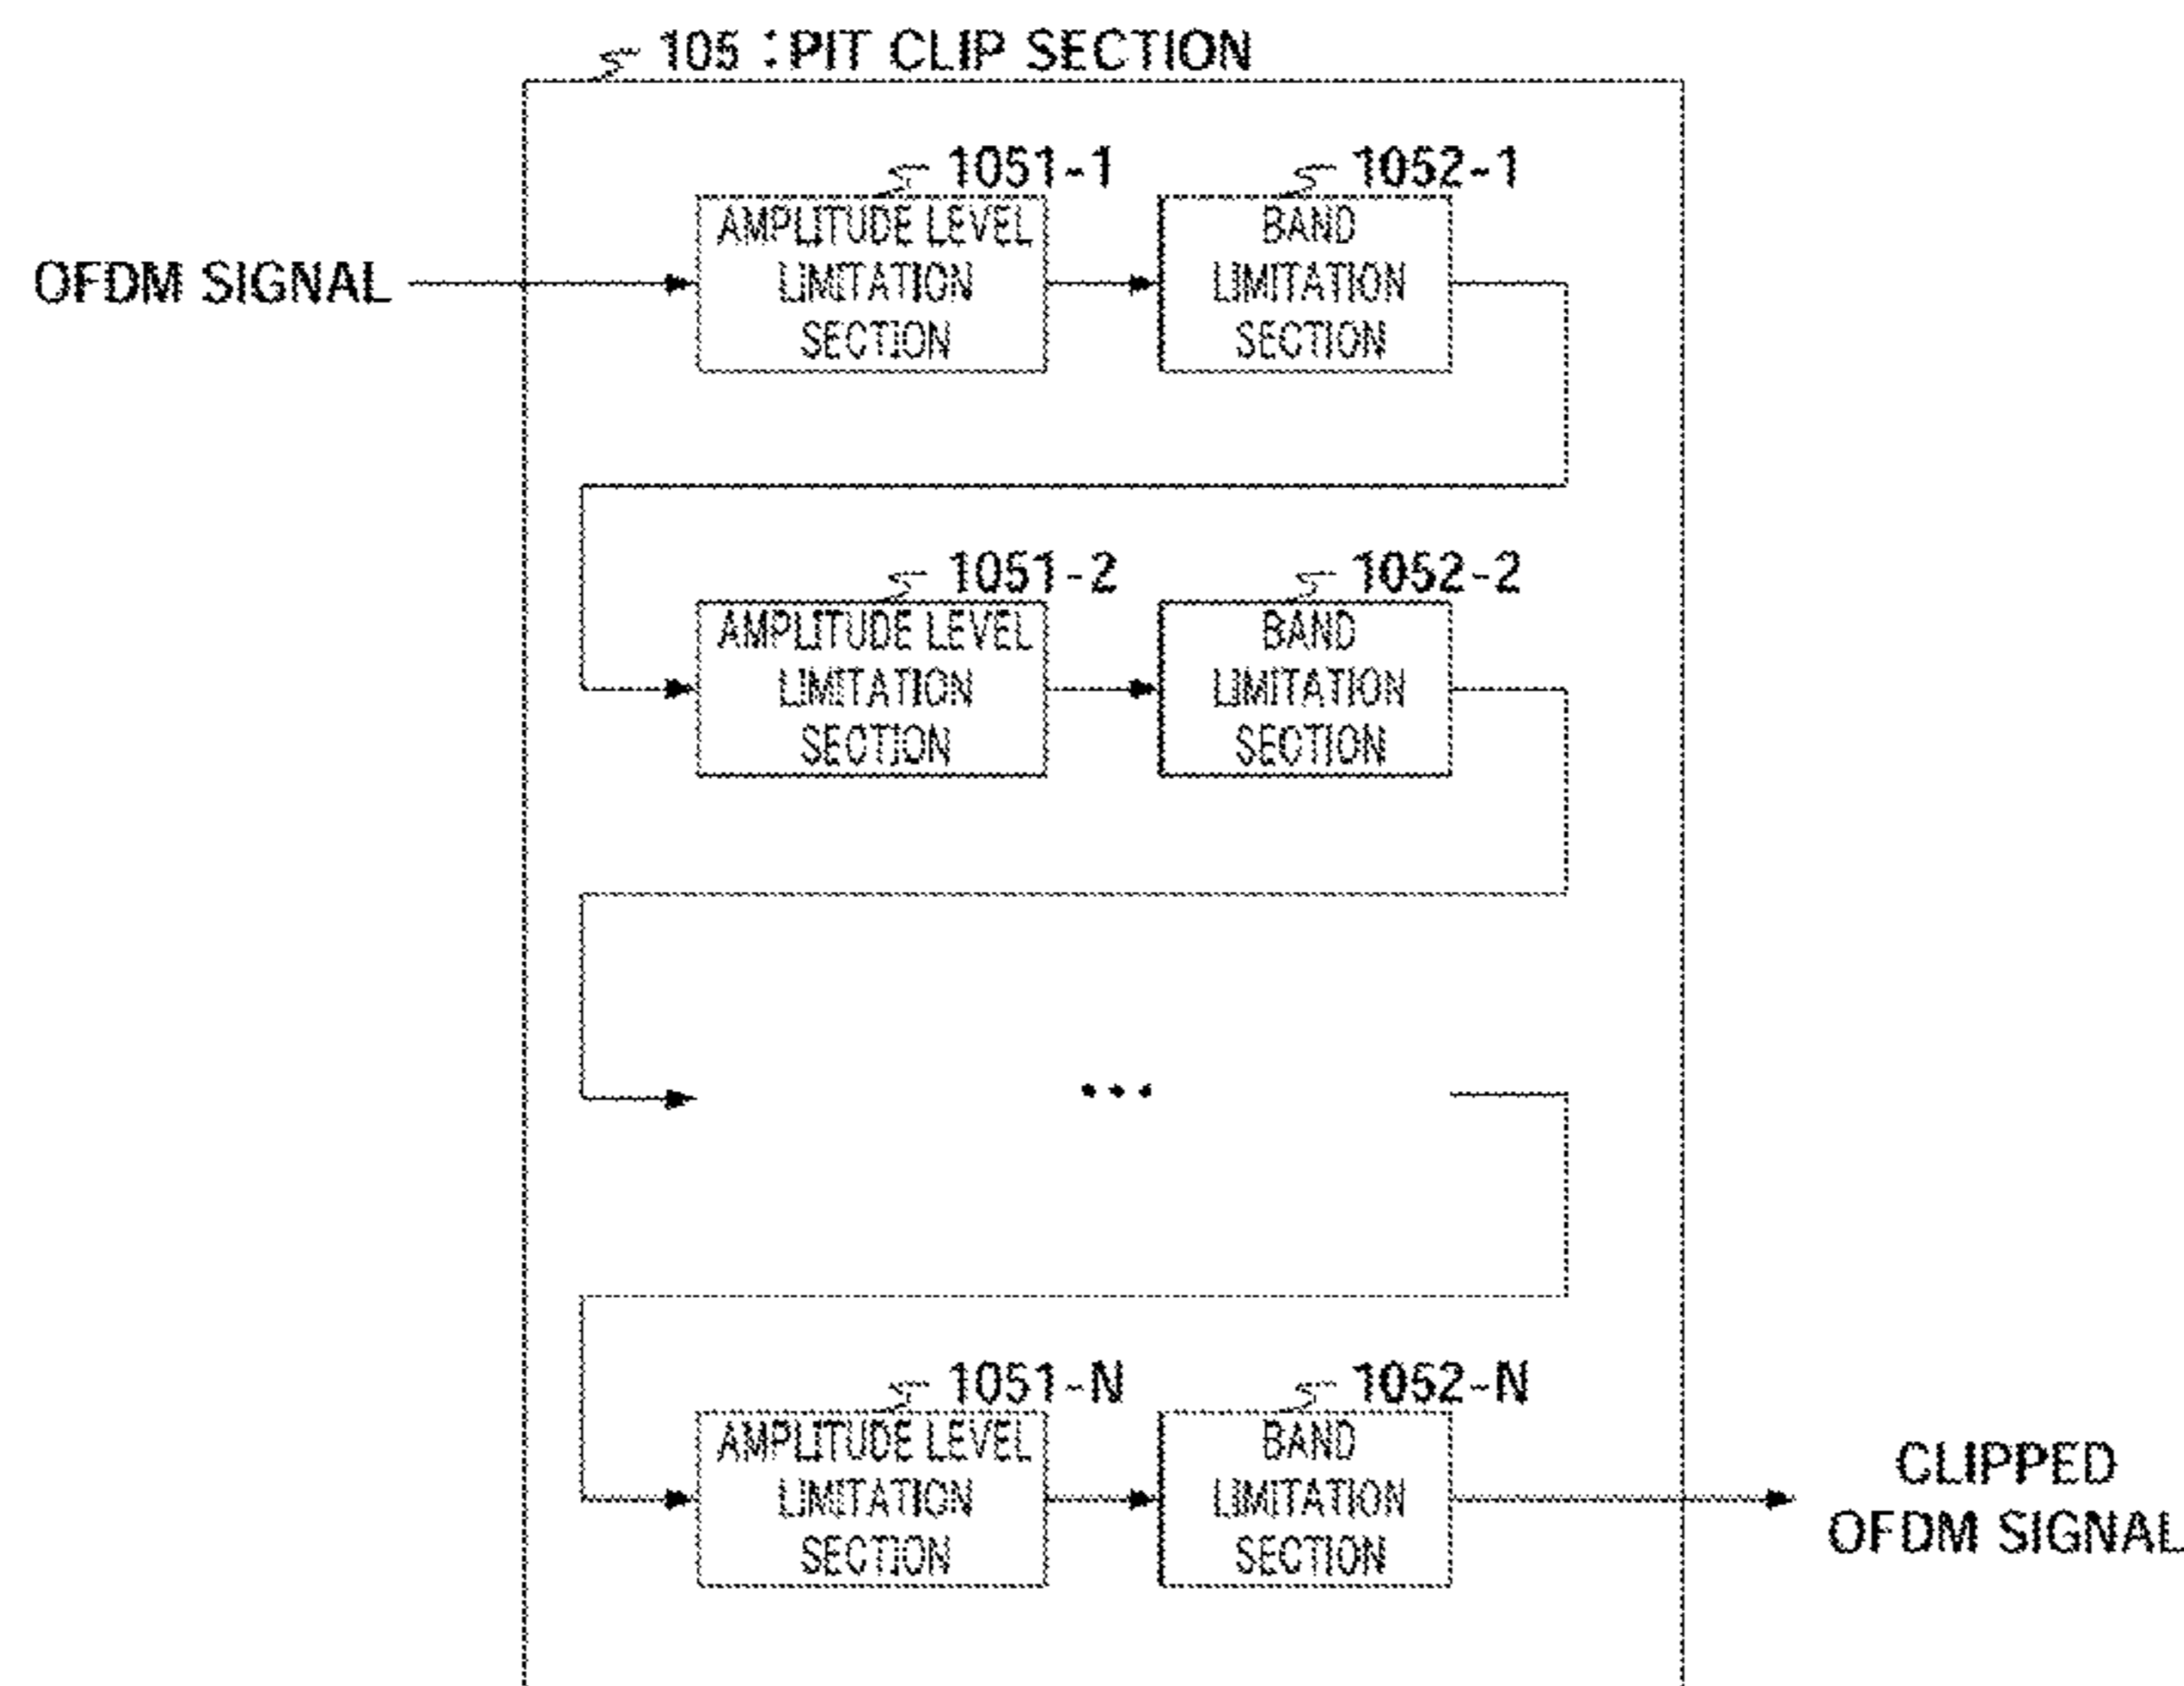 105 : PIT CLIP SECTION
1051-1
1052-1
OFDM SIGNAL
AMPLITUDE LEVEL
LIMITATION
SECTION
BAND
LIMITATION
SECTION
1051-2
1052-2
AMPLITUDE LEVEL
LIMITATION
SECTION
BAND
LIMITATION
SECTION
...
1051-N
1052-N
AMPLITUDE LEVEL
LIMITATION
SECTION
BAND
LIMITATION
SECTION
CLIPPED
OFDM SIGNAL